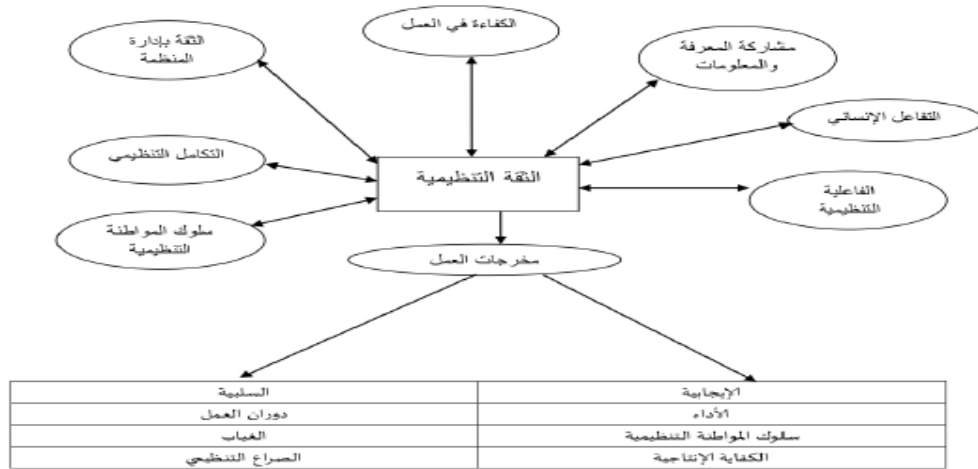 الكفاءة في العمل
الثقة بإدارة
المنظمة
مشاركة المعرفة
والمعلومات
التفاعل الإنساني
التكامل التنظيمي
الثقة التنظيمية
الفاعلية
التنظيمية
سلوك المواطنة
التنظيمية
مخرجات العمل
الإيجابية
السلبية
الأداء
دوران العمل
سلوك المواطنة التنظيمية
الغياب
الكفاية الإنتاجية
الصراع التنظيمي